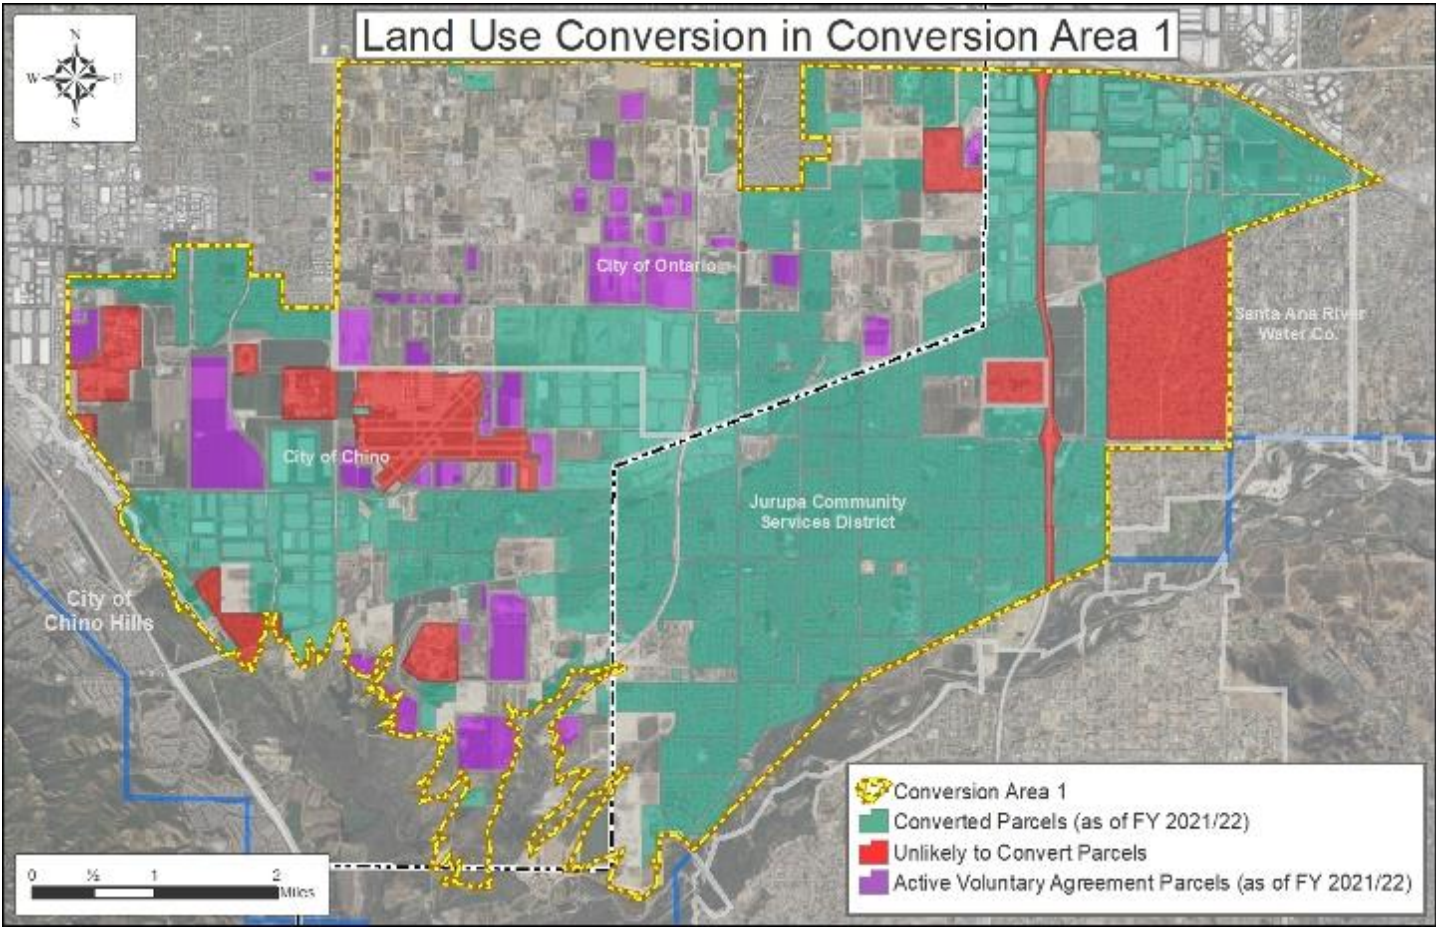 Land Use Conversion in Conversion Area 1
N
W
E
S
City of Ontario
Santa Ana River
Water Co.
City of Chino
Jurupa Community
Services District
City of
Chino Hills
Conversion Area 1
Converted Parcels (as of FY 2021/22)
Unlikely to Convert Parcels
Active Voluntary Agreement Parcels (as of FY 2021/22)
0 ½ 1 2
Miles